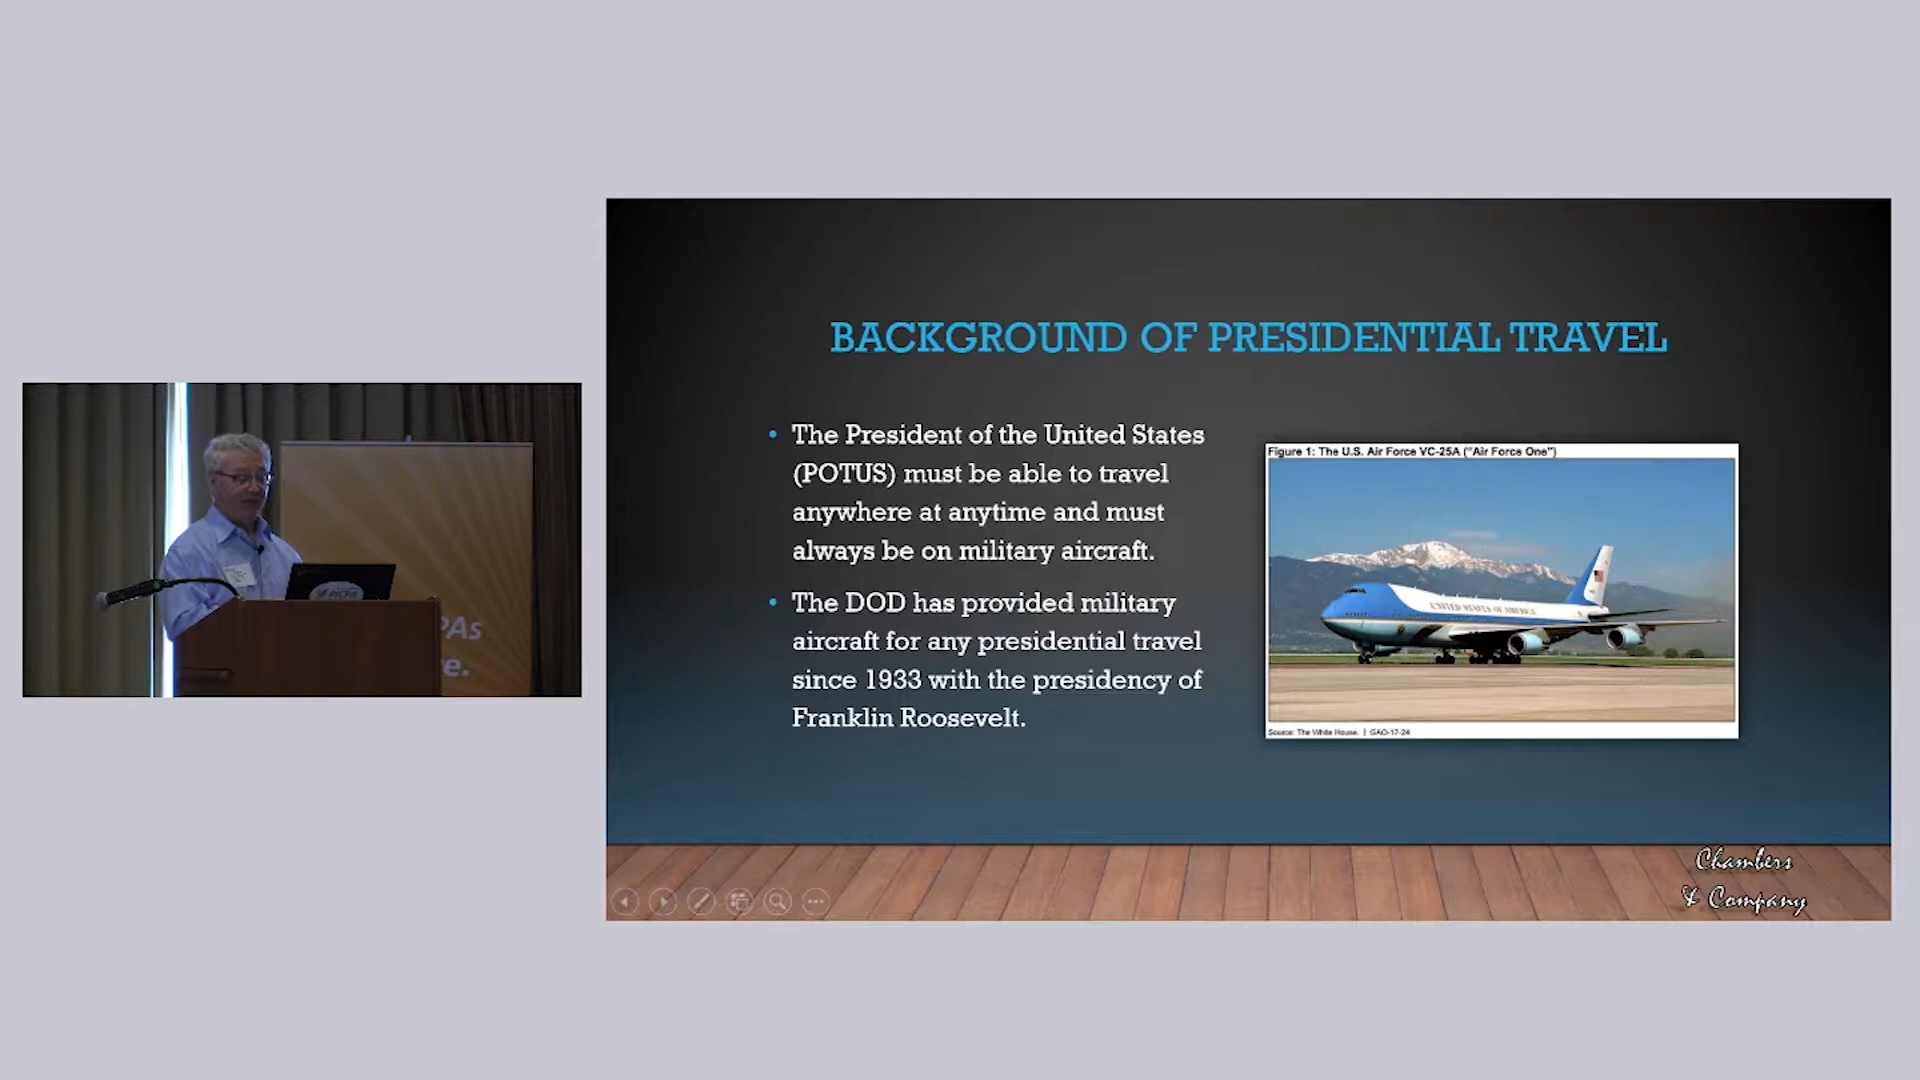 BACKGROUND OF PRESIDENTIAL TRAVEL
• The President of the United States
(POTUS) must be able to travel
anywhere at anytime and must
always be on military aircraft.
• The DOD has provided military
aircraft for any presidential travel
since 1933 with the presidency of
Franklin Roosevelt.
Figure 1: The U.S. Air Force VC-25A ("Air Force One")
UNITED STATES OF AMERICA
Source: The White House. | GAO-17-24
Chambers
& Company
PICPA
PAs
e.